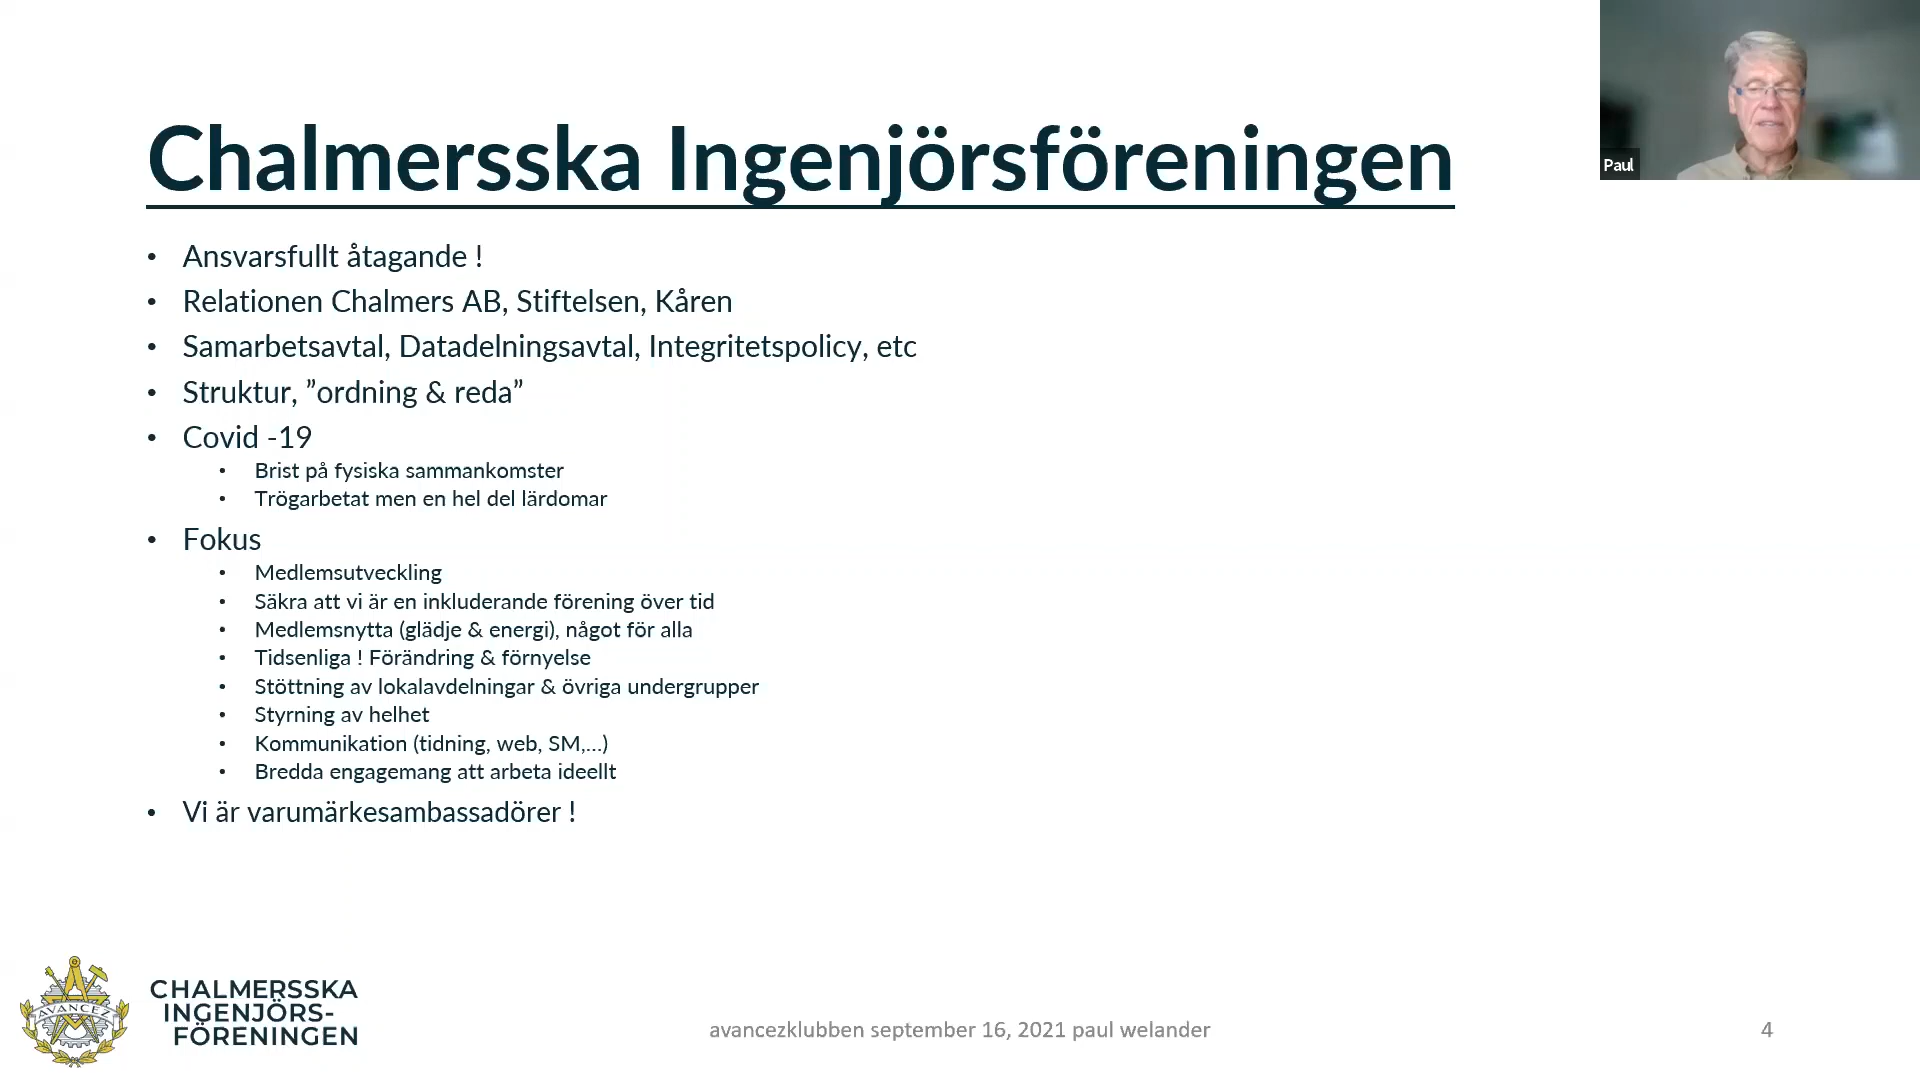 Chalmersska Ingenjörsföreningen
Paul
• Ansvarsfullt åtagande !
• Relationen Chalmers AB, Stiftelsen, Kåren
• Samarbetsavtal, Datadelningsavtal, Integritetspolicy, etc
• Struktur, ”ordning & reda”
• Covid -19
• Brist på fysiska sammankomster
• Trögarbetat men en hel del lärdomar
• Fokus
• Medlemsutveckling
• Säkra att vi är en inkluderande förening över tid
• Medlemsnytta (glädje & energi), något för alla
• Tidsenliga ! Förändring & förnyelse
• Stöttning av lokalavdelningar & övriga undergrupper
• Styrning av helhet
• Kommunikation (tidning, web, SM,...)
• Bredda engagemang att arbeta ideellt
• Vi är varumärkesambassadörer !
AVANCEZ
CHALMERSSKA
INGENJÖRS-
FÖRENINGEN
avancezklubben september 16, 2021 paul welander
4